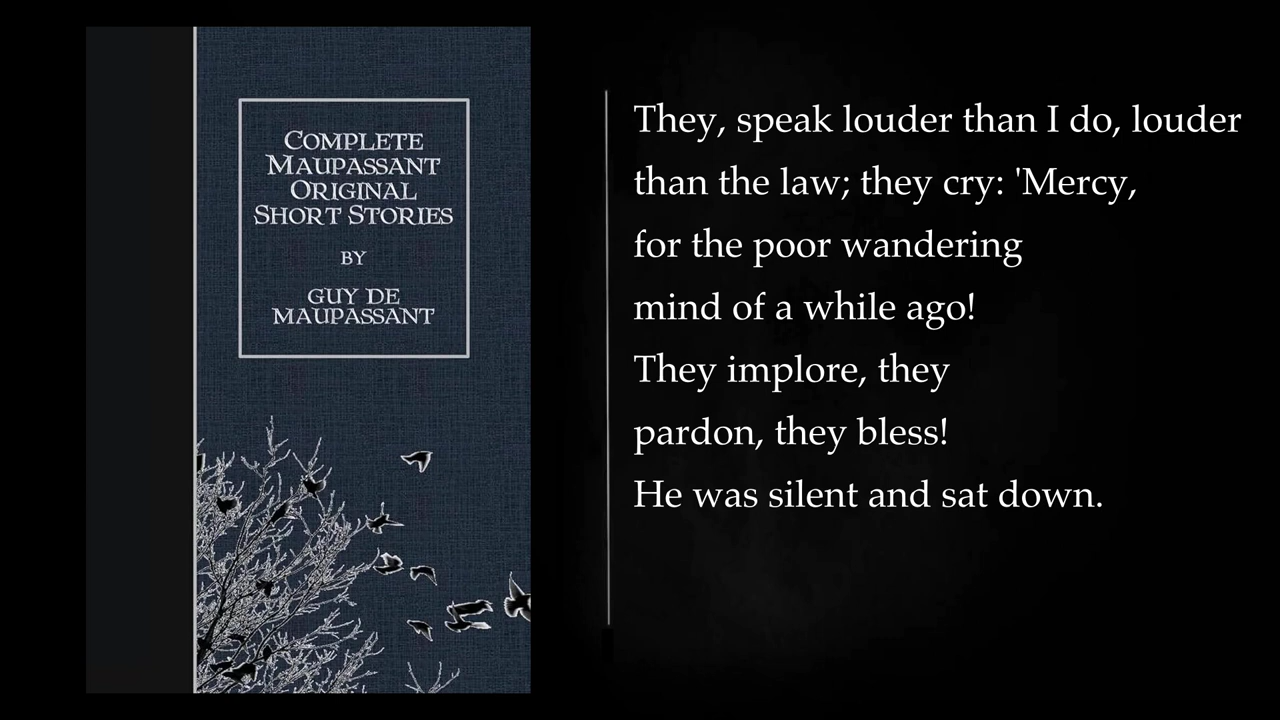 COMPLETE
MAUPASSANT
ORIGINAL
SHORT STORIES
BY
GUY DE
MAUPASSANT
They, speak louder than I do, louder
than the law; they cry: 'Mercy,
for the poor wandering
mind of a while ago!
They implore, they
pardon, they bless!
He was silent and sat down.